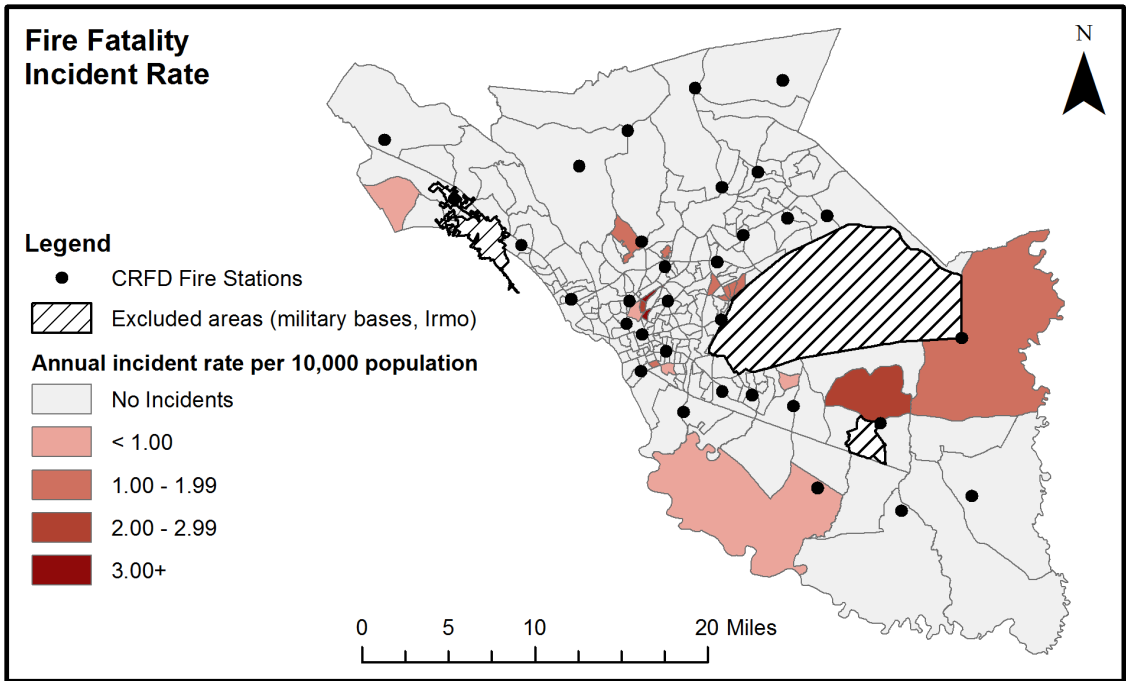 Fire Fatality
Incident Rate
N
Legend
CRFD Fire Stations
Excluded areas (military bases, Irmo)
Annual incident rate per 10,000 population
No Incidents
< 1.00
1.00 - 1.99
2.00 - 2.99
3.00+
0 5 10 20 Miles